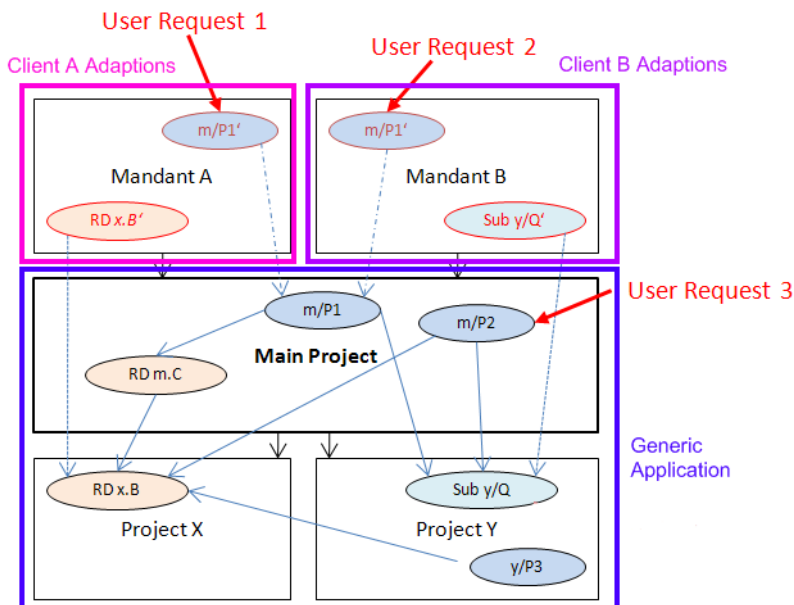 User Request 1
User Request 2
Client A Adaptions
Client B Adaptions
m/P1‘
m/P1‘
Mandant A
Mandant B
RD x.B‘
Sub y/Q‘
User Request 3
m/P1
m/P2
Main Project
RD m.C
Generic
Application
RD x.B
Sub y/Q
Project X
Project Y
y/P3